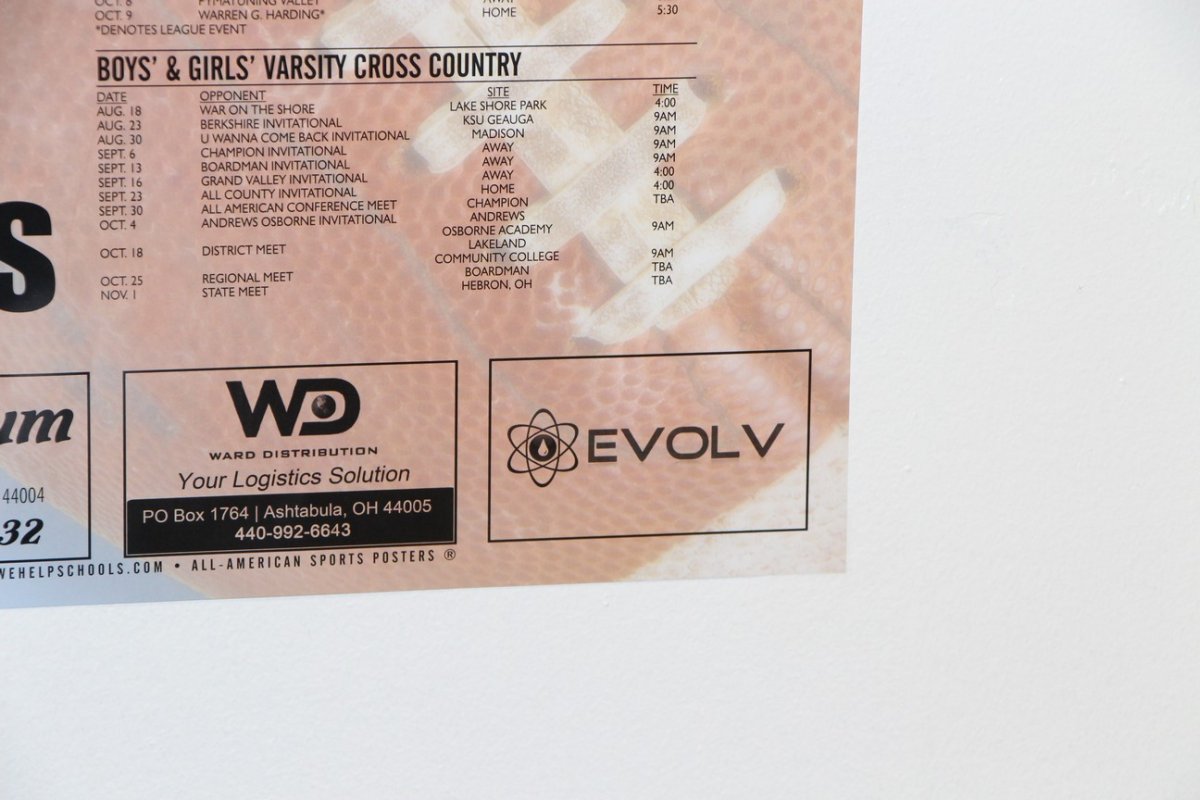 OCT. 8 PYMATUNING VALLEY AWAY
OCT. 9 WARREN G. HARDING* HOME 5:30
*DENOTES LEAGUE EVENT
BOYS' & GIRLS' VARSITY CROSS COUNTRY
DATE OPPONENT SITE TIME
AUG. 18 WAR ON THE SHORE LAKE SHORE PARK 4:00
AUG. 23 BERKSHIRE INVITATIONAL KSU GEAUGA 9AM
AUG. 30 U WANNA COME BACK INVITATIONAL MADISON 9AM
SEPT. 6 CHAMPION INVITATIONAL AWAY 9AM
SEPT. 13 BOARDMAN INVITATIONAL AWAY 9AM
SEPT. 16 GRAND VALLEY INVITATIONAL AWAY 4:00
SEPT. 23 ALL COUNTY INVITATIONAL HOME 4:00
SEPT. 30 ALL AMERICAN CONFERENCE MEET CHAMPION TBA
OCT. 4 ANDREWS OSBORNE INVITATIONAL ANDREWS
OSBORNE ACADEMY 9AM
OCT. 18 DISTRICT MEET LAKELAND
COMMUNITY COLLEGE 9AM
OCT. 25 REGIONAL MEET BOARDMAN TBA
NOV. 1 STATE MEET HEBRON, OH TBA
S
um
44004
32
WD
WARD DISTRIBUTION
Your Logistics Solution
PO Box 1764 | Ashtabula, OH 44005
440-992-6643
EVOLV
WEHELPSCHOOLS.COM • ALL-AMERICAN SPORTS POSTERS ®